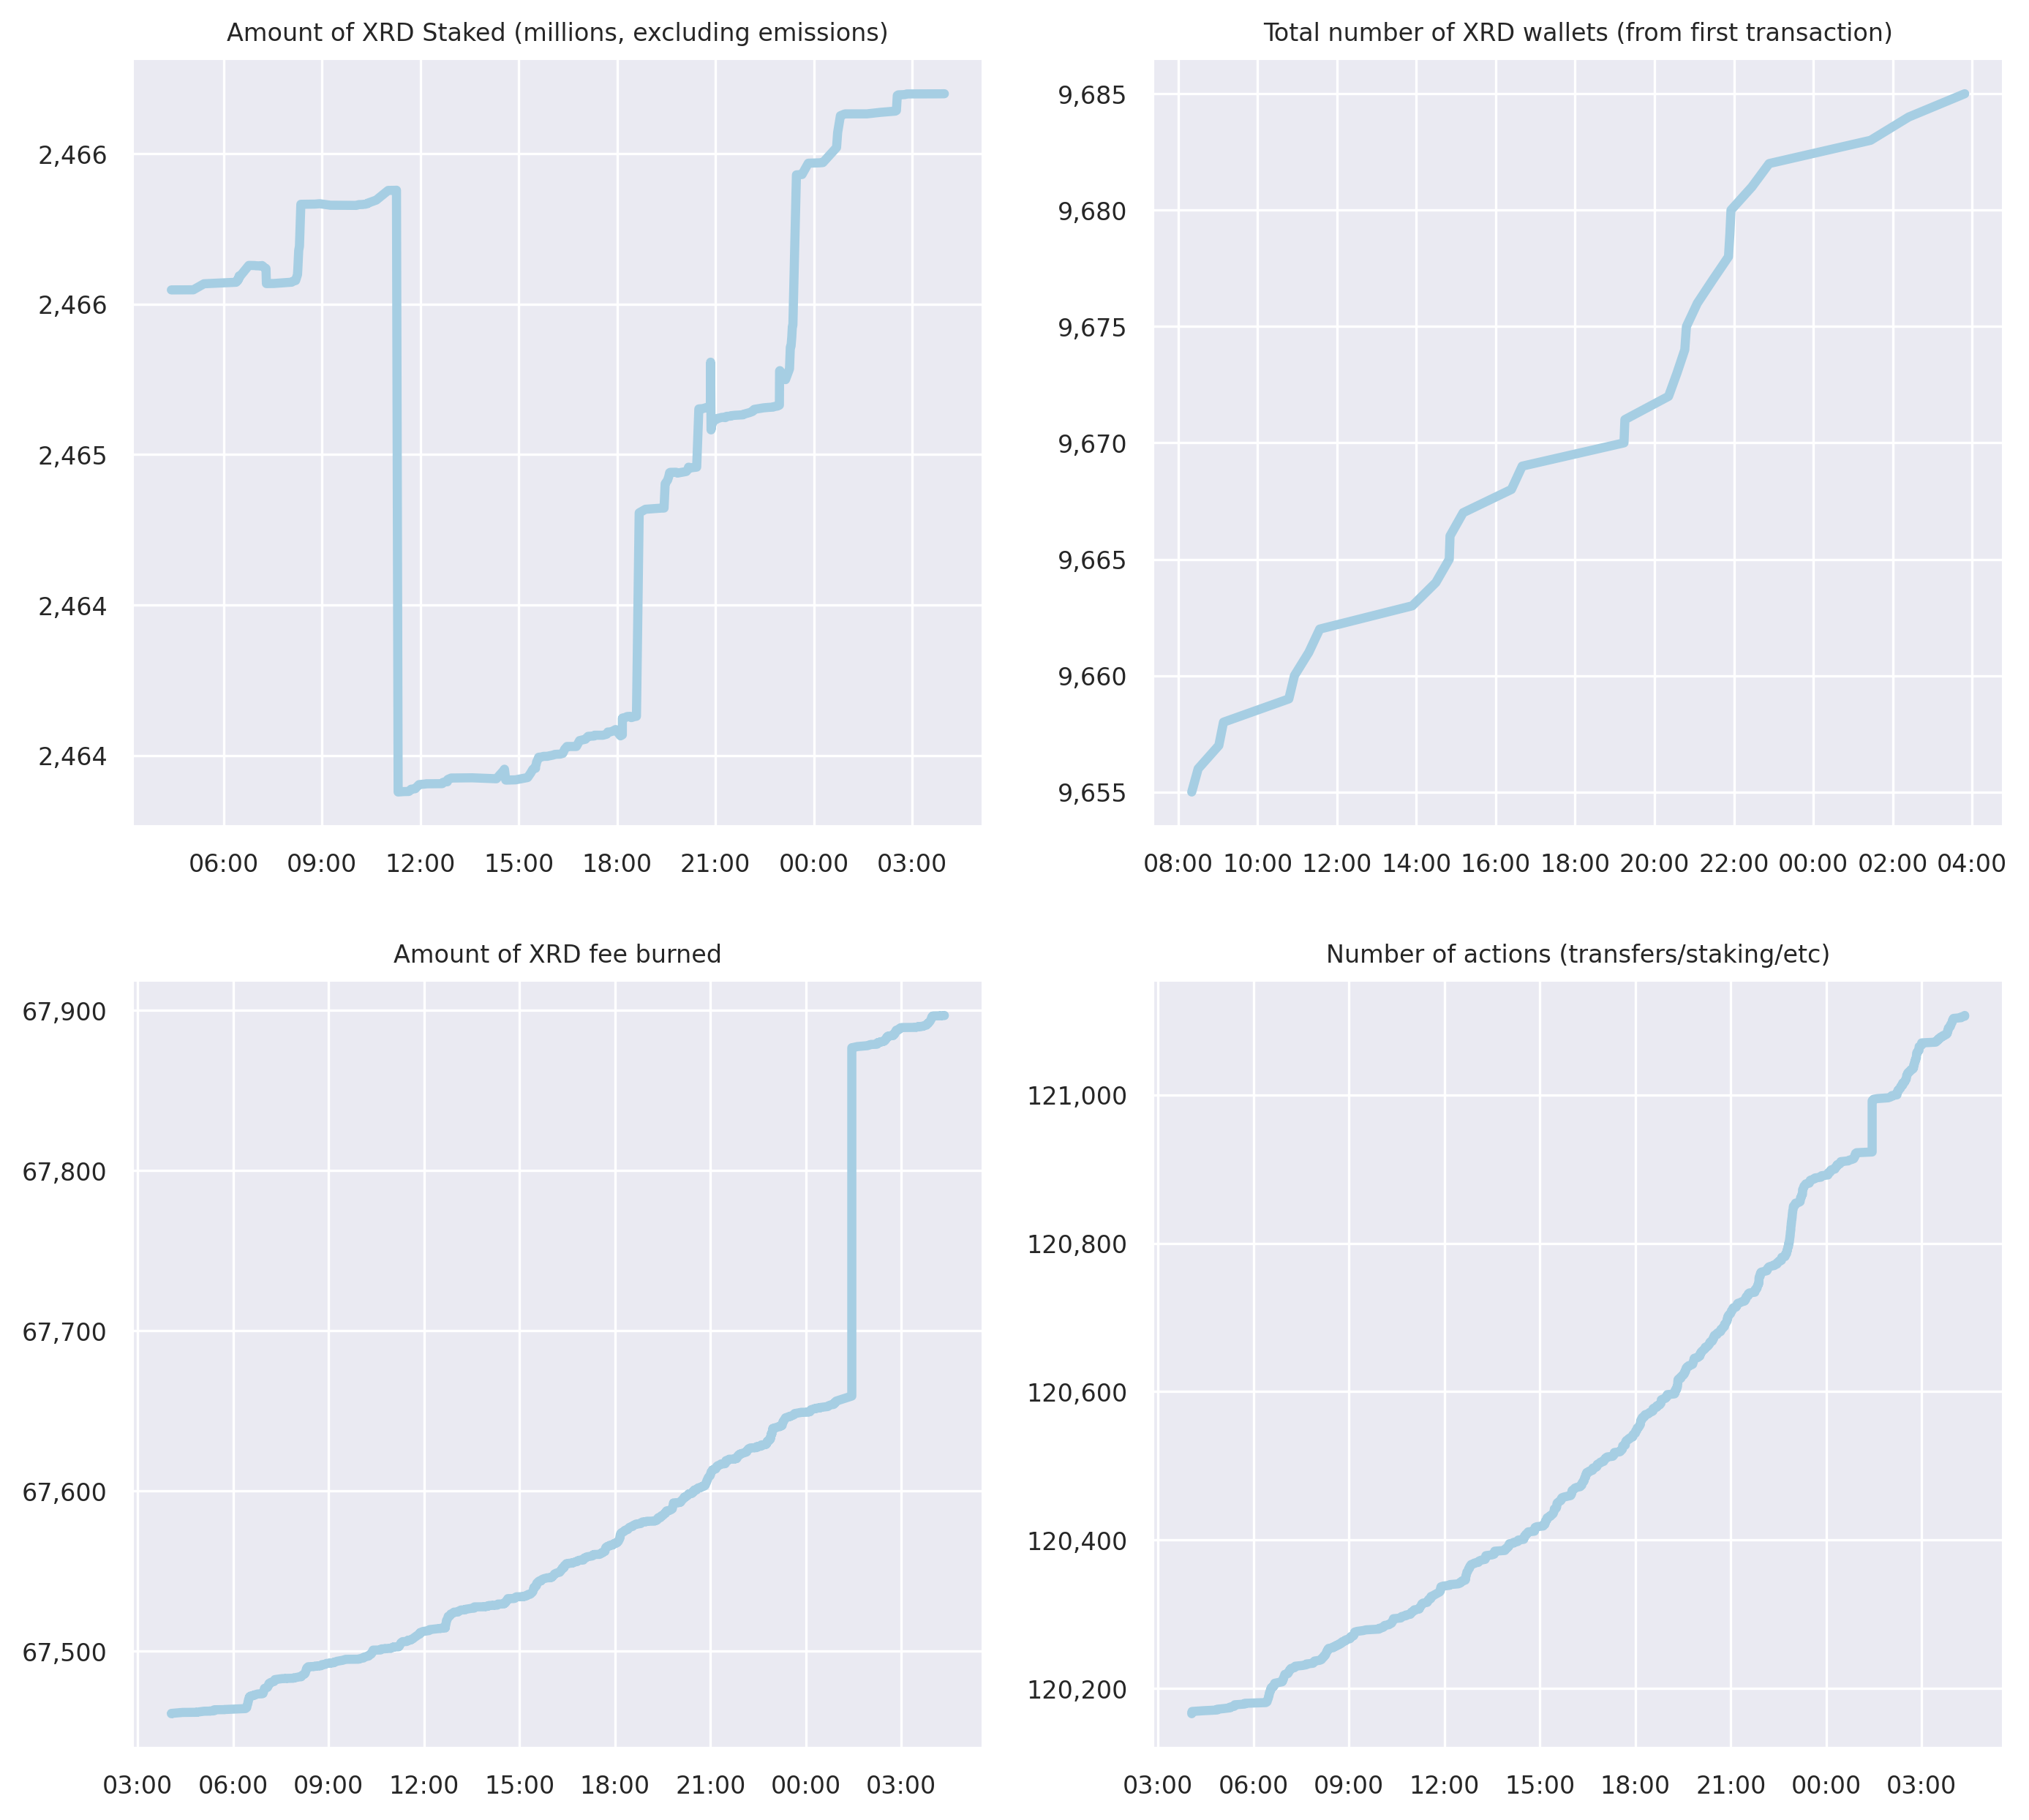 Amount of XRD Staked (millions, excluding emissions)
2,466
2,466
2,465
2,464
2,464
06:00 09:00 12:00 15:00 18:00 21:00 00:00 03:00
Total number of XRD wallets (from first transaction)
9,685
9,680
9,675
9,670
9,665
9,660
9,655
08:00 10:00 12:00 14:00 16:00 18:00 20:00 22:00 00:00 02:00 04:00
Amount of XRD fee burned
67,900
67,800
67,700
67,600
67,500
03:00 06:00 09:00 12:00 15:00 18:00 21:00 00:00 03:00
Number of actions (transfers/staking/etc)
121,000
120,800
120,600
120,400
120,200
03:00 06:00 09:00 12:00 15:00 18:00 21:00 00:00 03:00